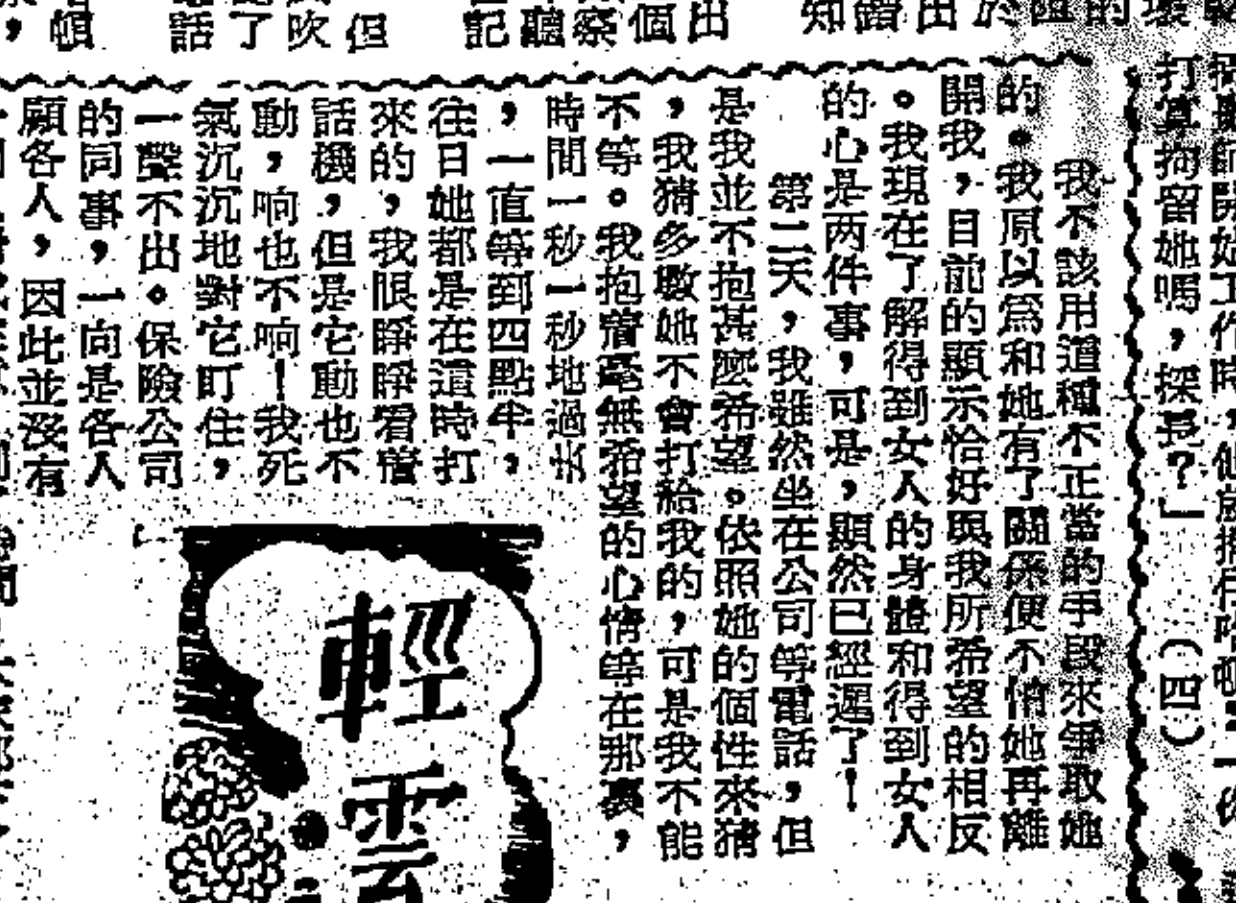 打算拘留她嗎，探長？」　（四）
我不該用這種不正當的手段來爭取她
的。我原以爲和她有了關係便不怕她再離
開我，目前的顯示恰好與我所希望的相反
。我現在了解得到女人的身體和得到女人
的心是两件事，可是，顯然已經遲了！
第二天，我雖然坐在公司等電話，但
是我並不抱甚麽希望。依照她的個性來猜
，我猜多數她不會打給我的，可是我不能
不等。我抱着毫無希望的心情等在那裏，
時間一秒一秒地過去
，一直等到四點半，
往日她都是在這時打
來的，我眼睜睜看着
話機，但是它動也不
動，响也不响！我死
氣沉沉地對它盯住，
一聲不出。保險公司
的同事，一向是各人
顧各人，因此並沒有
輕雲